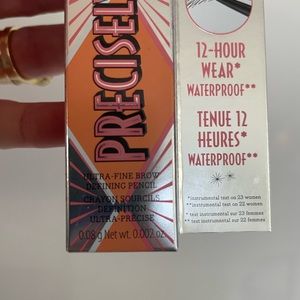 PRECISEL
ULTRA-FINE BROW
DEFINING PENCIL
CRAYON SOURCILS
DÉFINITION
ULTRA-PRÉCISE
0.08 g Net wt. 0.002 oz.
12-HOUR
WEAR*
WATERPROOF**
TENUE 12
HEURES*
WATERPROOF**
*instrumental test on 23 women
**instrumental test on 22 women
*test instrumental sur 23 femmes
**test instrumental sur 22 femmes